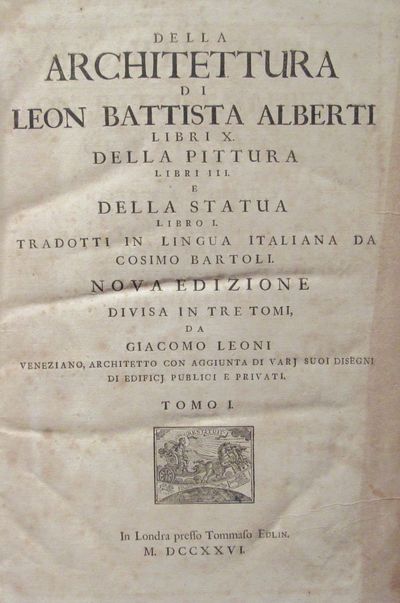 DELLA
ARCHITETTURA
DI
LEON BATTISTA ALBERTI
LIBRI X.
DELLA PITTURA
LIBRI III.
E
DELLA STATUA
LIBRO I.
TRADOTTI IN LINGUA ITALIANA DA
COSIMO BARTOLI.
NOVA EDIZIONE
DIVISA IN TRE TOMI,
DA
GIACOMO LEONI
VENEZIANO, ARCHITETTO CON AGGIUNTA DI VARJ SUOI DISEGNI
DI EDIFICJ PUBLICI E PRIVATI.
TOMO I.
In Londra presso Tommaso EDLIN.
M. DCCXXVI.